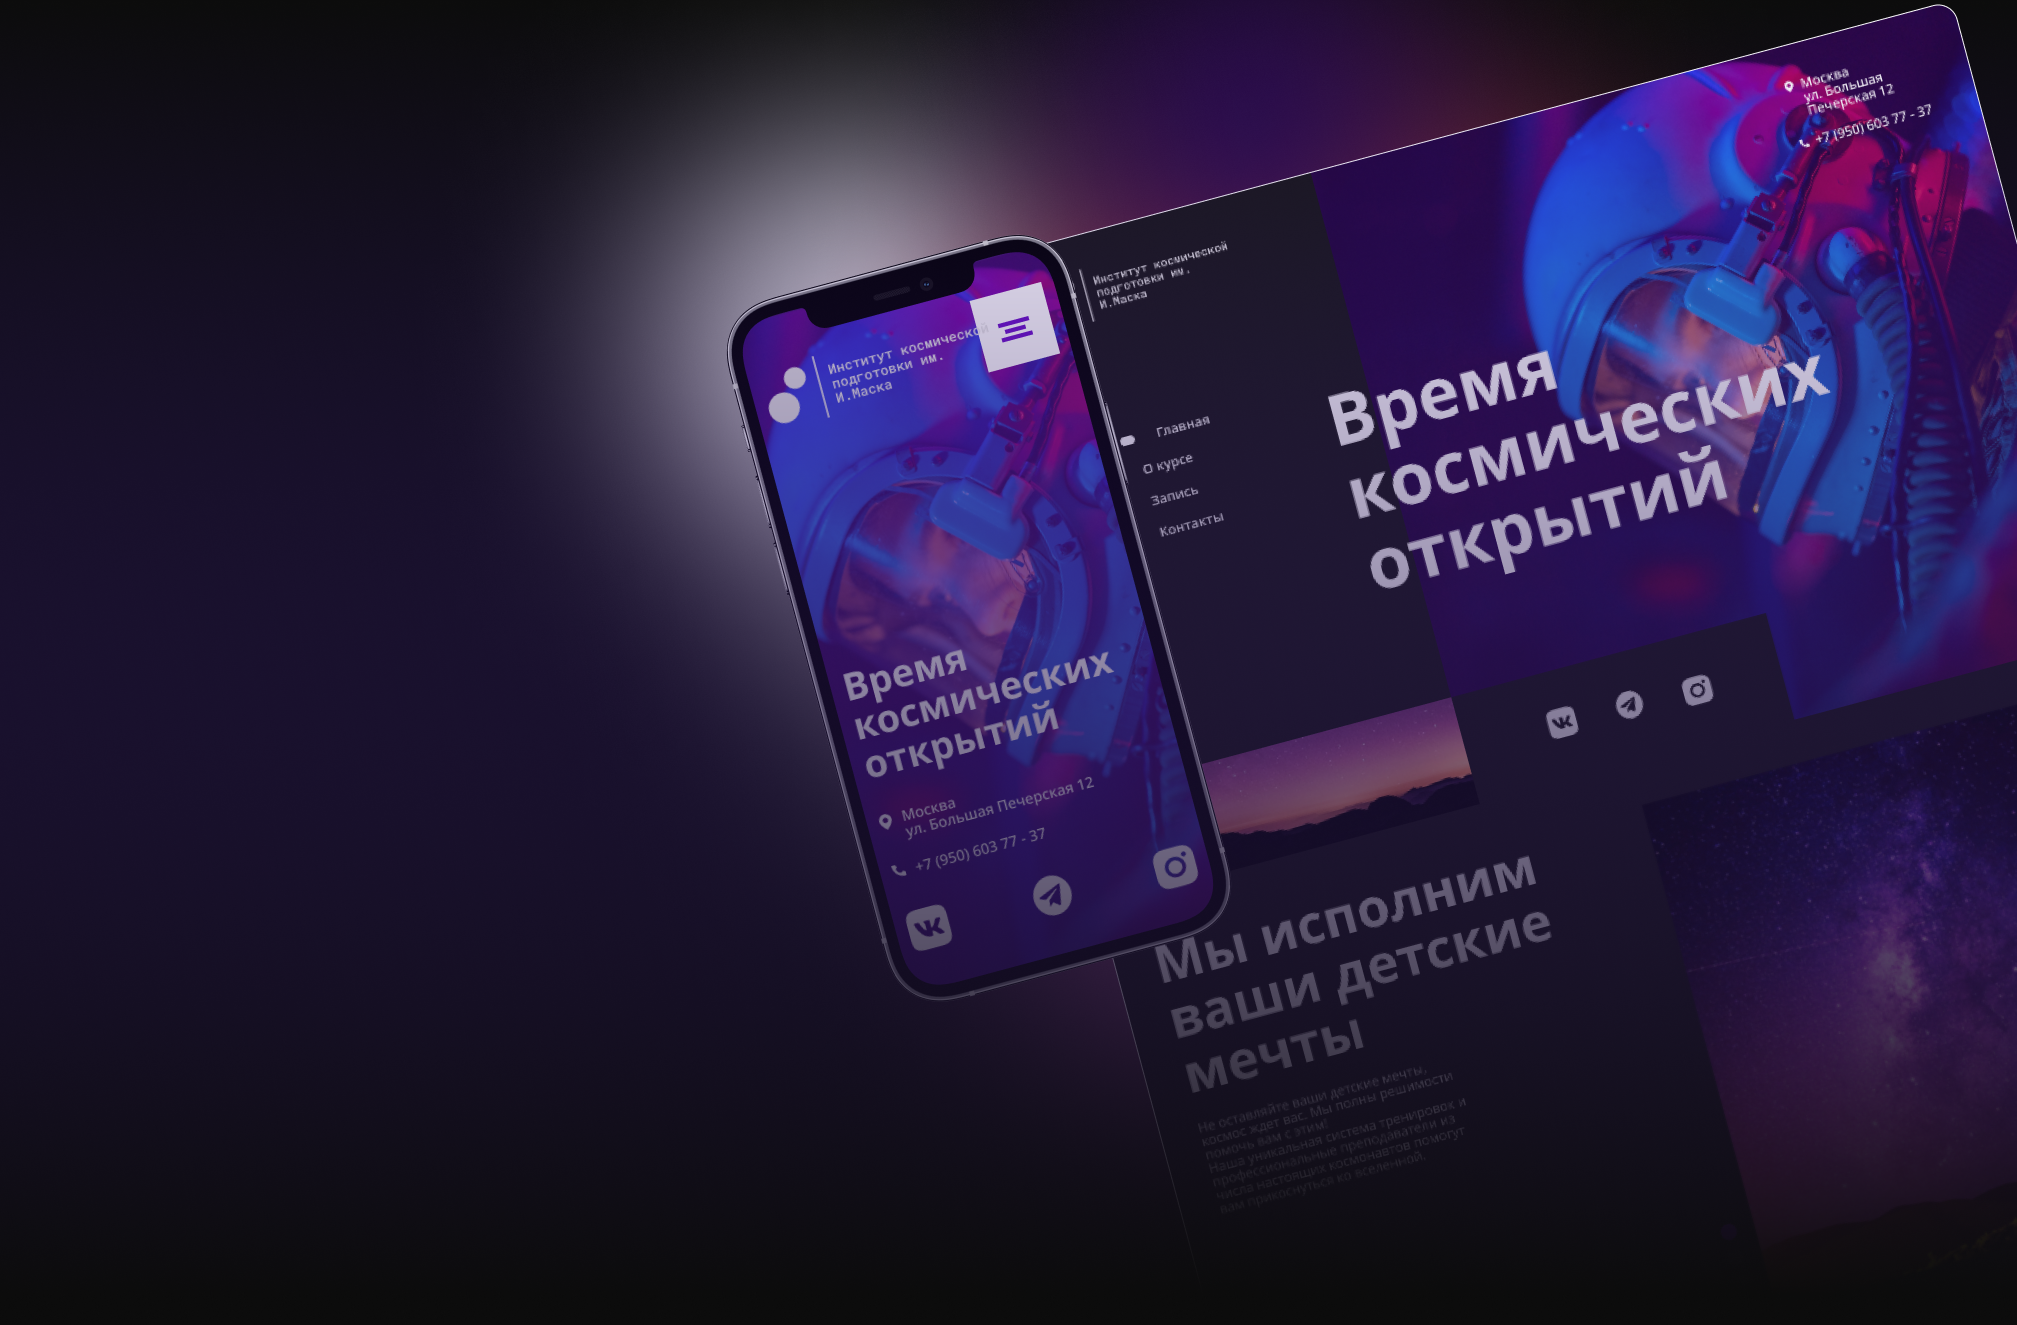 Институт космической
подготовки им.
И.Маска
Время
космических
открытий
Москва
ул. Большая Печерская 12
+7 (950) 603 77 - 37
Институт космической
подготовки им.
И.Маска
Главная
О курсе
Запись
Контакты
Москва
ул. Большая
Печерская 12
+7 (950) 603 77 - 37
Время
космических
открытий
Мы исполним
ваши детские
мечты
Не оставляйте ваши детские мечты,
космос ждет вас. Мы полны решимости
помочь вам с этим!
Наша уникальная система тренировок и
профессиональные преподаватели из
числа настоящих космонавтов помогут
вам прикоснуться ко вселенной.